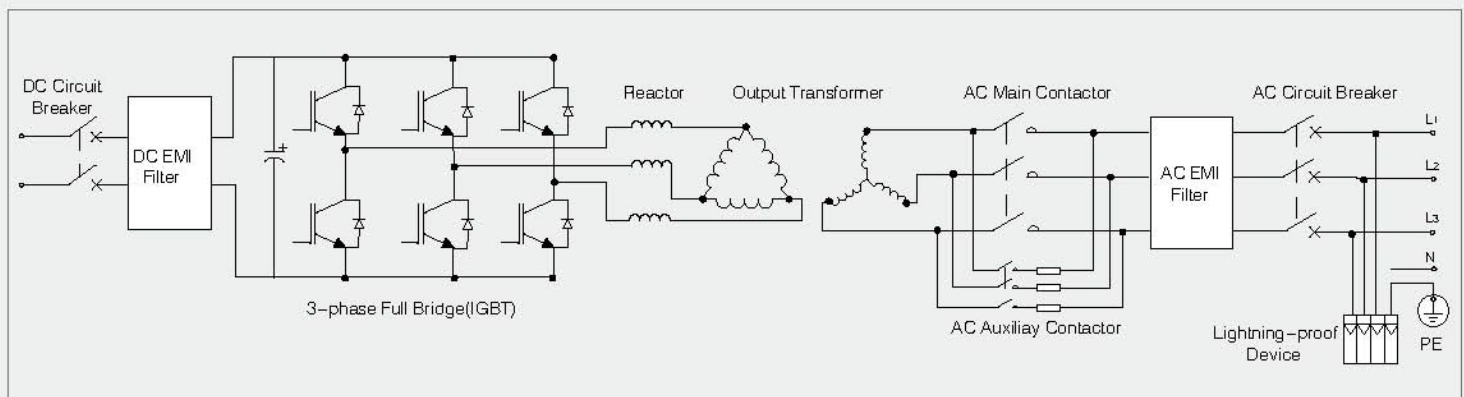 DC Circuit
Breaker
DC EMI
Filter
+
3-phase Full Bridge(IGBT)
Reactor
Output Transformer
AC Main Contactor
AC Auxiliay Contactor
AC EMI
Filter
AC Circuit Breaker
L1
L2
L3
N
PE
Lightning-proof
Device